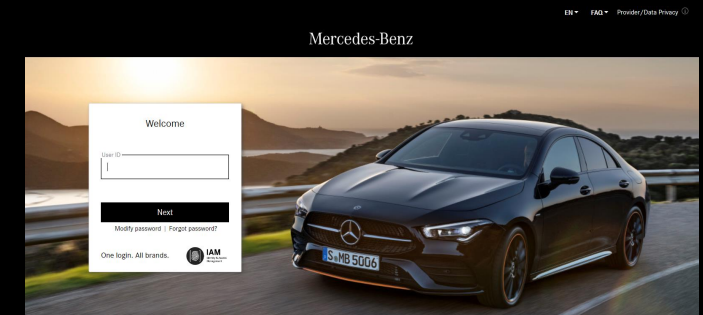 EN FAQ Provider/Data Privacy
Mercedes-Benz
Welcome
User ID
Next
Modify password | Forgot password?
One login. All brands.
IAM
S MB 5006